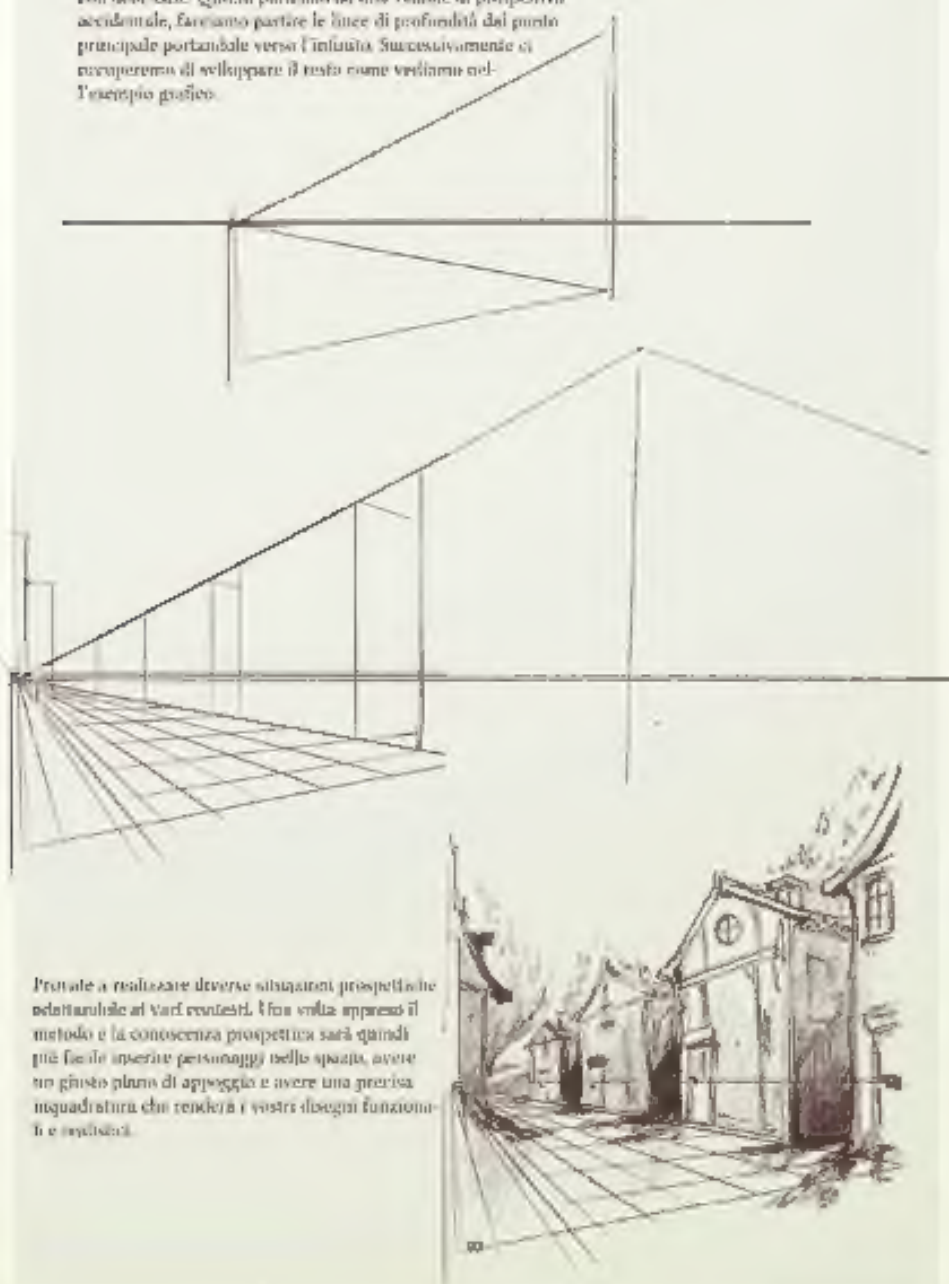 accidentale, facciamo partire le linee di profondità dal punto
principale portandole verso l'infinito. Successivamente ci
occuperemo di sviluppare il resto come vediamo nel-
l'esempio grafico.
Provate a realizzare diverse situazioni prospettiche
adattandole ai vari contesti. Una volta appreso il
metodo e la conoscenza prospettica sarà quindi
più facile inserire personaggi nello spazio, avere
un giusto piano di appoggio e avere una precisa
inquadratura che renderà i vostri disegni funziona-
li e realistici.